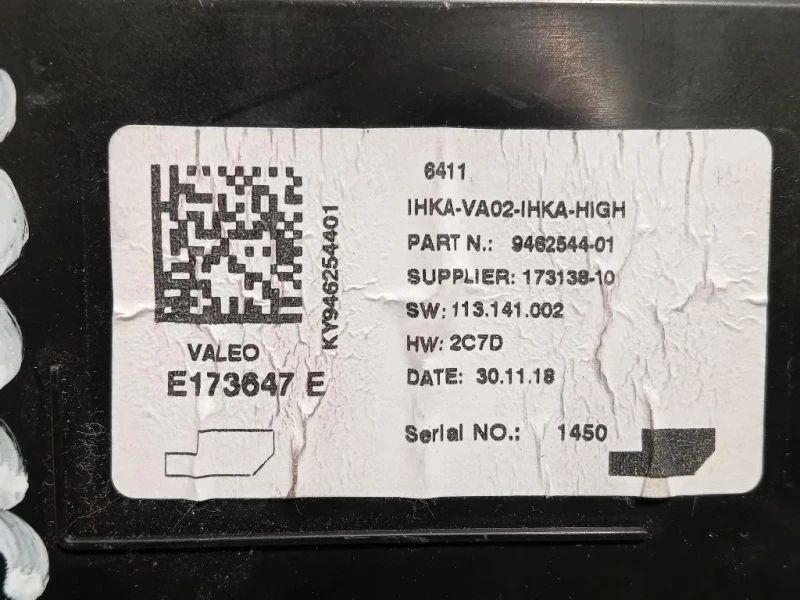 6411
IHKA-VA02-IHKA-HIGH
PART N.: 9462544-01
SUPPLIER: 173138-10
SW: 113.141.002
HW: 2C7D
DATE: 30.11.18
Serial NO.: 1450
KY946254401
VALEO
E173647 E